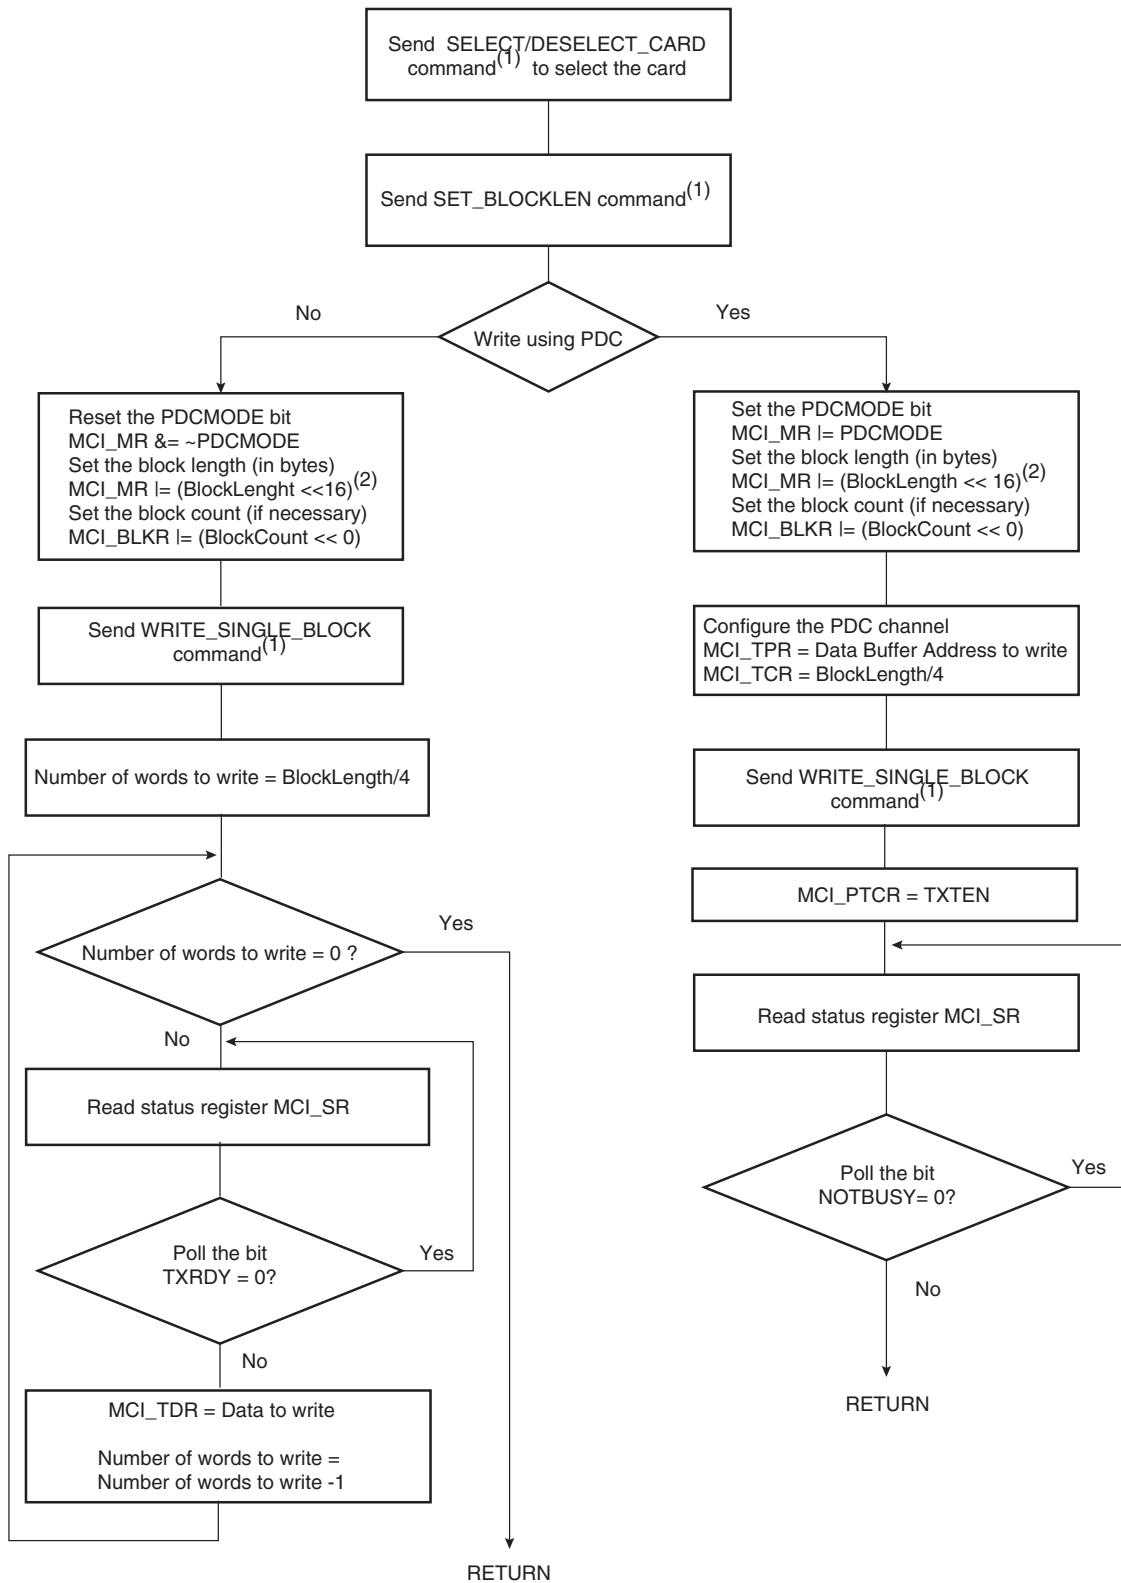 Send SELECT/DESELECT_CARD
command(1) to select the card
Send SET_BLOCKLEN command(1)
No
Yes
Write using PDC
Reset the PDCMODE bit
MCI_MR &= ~PDCMODE
Set the block length (in bytes)
MCI_MR |= (BlockLenght <<16)(2)
Set the block count (if necessary)
MCI_BLKR |= (BlockCount << 0)
Send WRITE_SINGLE_BLOCK
command(1)
Number of words to write = BlockLength/4
Number of words to write = 0 ?
Yes
No
Read status register MCI_SR
Poll the bit
TXRDY = 0?
Yes
No
MCI_TDR = Data to write
Number of words to write =
Number of words to write -1
RETURN
Set the PDCMODE bit
MCI_MR |= PDCMODE
Set the block length (in bytes)
MCI_MR |= (BlockLength << 16)(2)
Set the block count (if necessary)
MCI_BLKR |= (BlockCount << 0)
Configure the PDC channel
MCI_TPR = Data Buffer Address to write
MCI_TCR = BlockLength/4
Send WRITE_SINGLE_BLOCK
command(1)
MCI_PTCR = TXTEN
Read status register MCI_SR
Poll the bit
NOTBUSY= 0?
Yes
No
RETURN